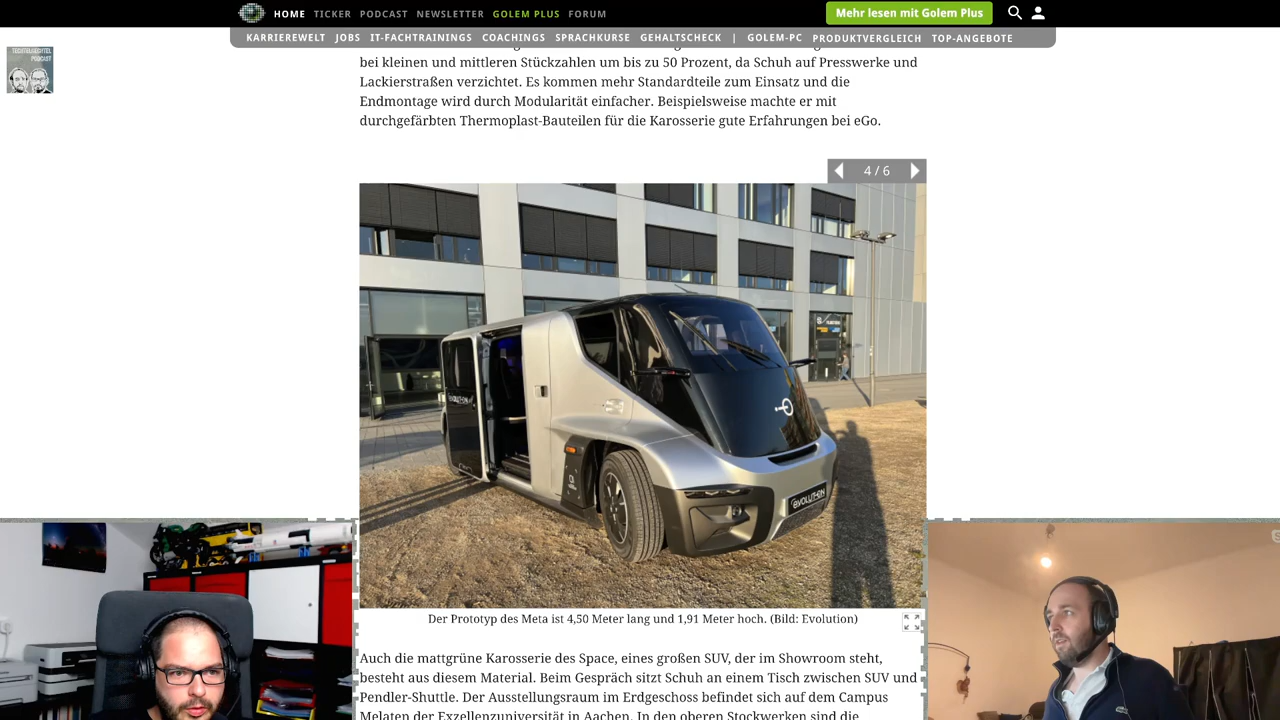 HOME TICKER PODCAST NEWSLETTER GOLEM PLUS FORUM Mehr lesen mit Golem Plus
KARRIEREWELT JOBS IT-FACHTRAININGS COACHINGS SPRACHKURSE GEHALTSCHECK | GOLEM-PC PRODUKTVERGLEICH TOP-ANGEBOTE
PODCAST
bei kleinen und mittleren Stückzahlen um bis zu 50 Prozent, da Schuh auf Presswerke und
Lackierstraßen verzichtet. Es kommen mehr Standardteile zum Einsatz und die
Endmontage wird durch Modularität einfacher. Beispielsweise machte er mit
durchgefärbten Thermoplast-Bauteilen für die Karosserie gute Erfahrungen bei eGo.
4 / 6
eVOLUTION
eVOLUTION
Der Prototyp des Meta ist 4,50 Meter lang und 1,91 Meter hoch. (Bild: Evolution)
Auch die mattgrüne Karosserie des Space, eines großen SUV, der im Showroom steht,
besteht aus diesem Material. Beim Gespräch sitzt Schuh an einem Tisch zwischen SUV und
Pendler-Shuttle. Der Ausstellungsraum im Erdgeschoss befindet sich auf dem Campus
Melaten der Exzellenzuniversität in Aachen. In den oberen Stockwerken sind die